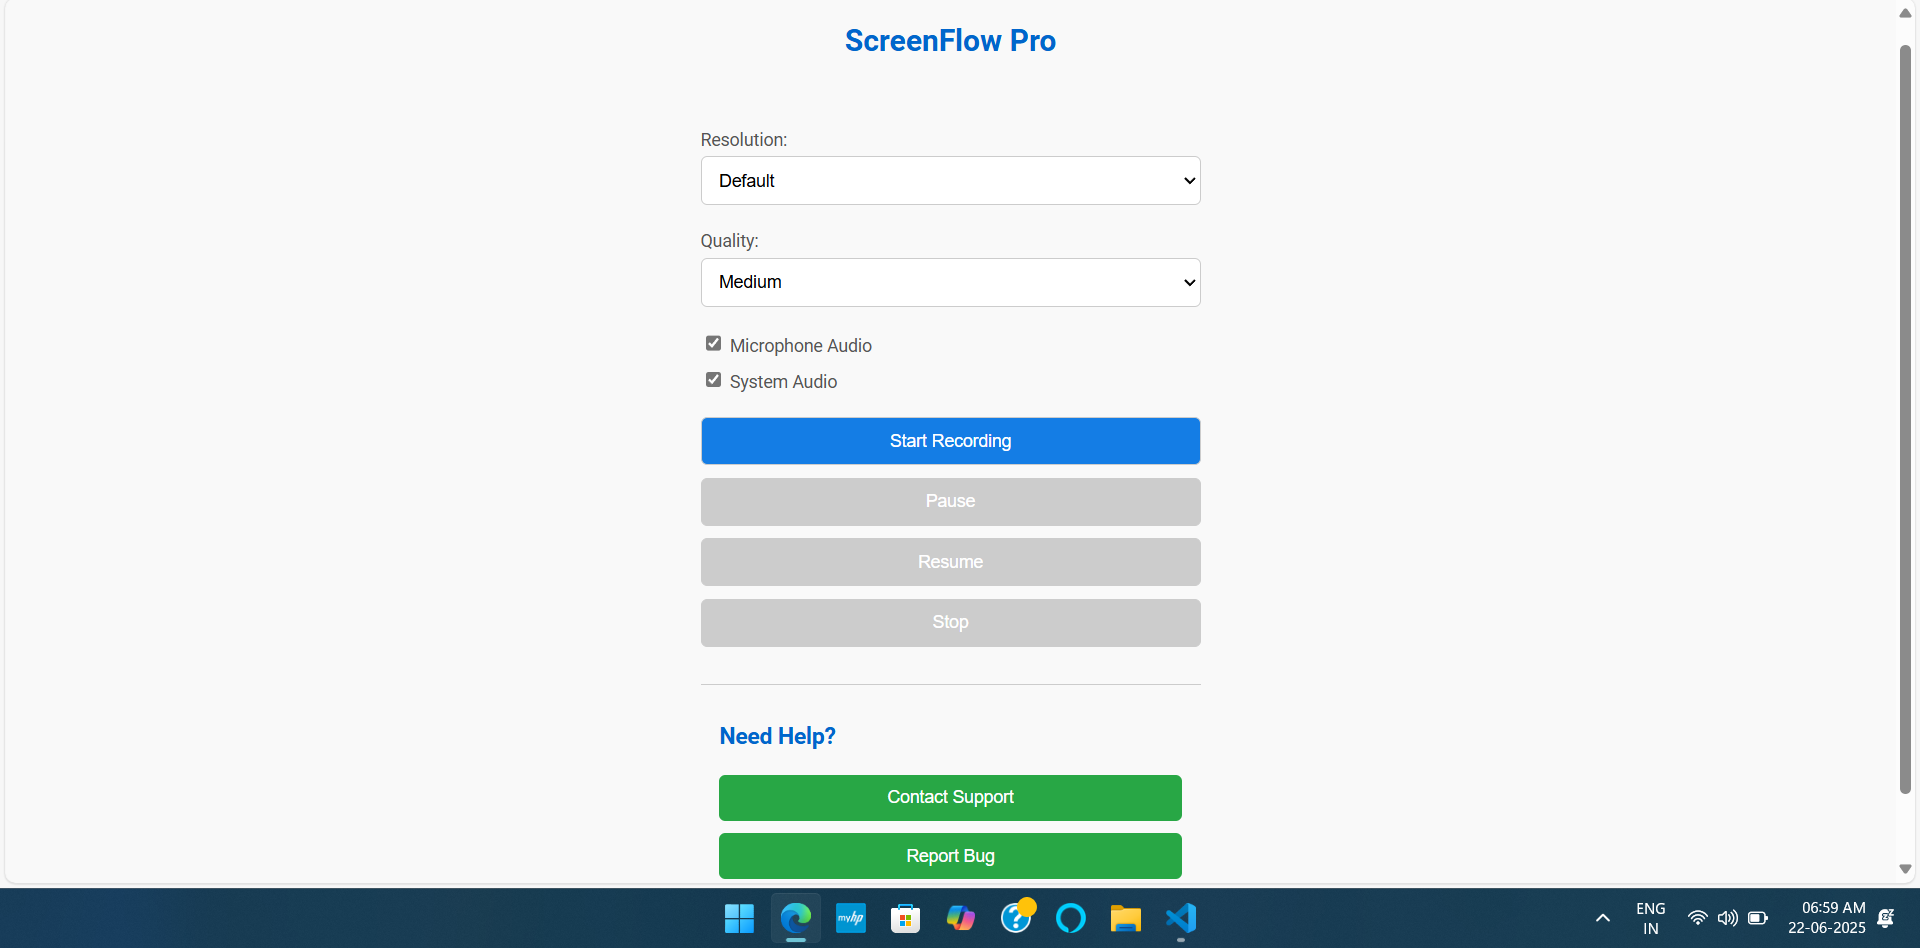 ScreenFlow Pro
Resolution:
Default
Quality:
Medium
Microphone Audio
System Audio
Start Recording
Pause
Resume
Stop
Need Help?
Contact Support
Report Bug
myhp
?
ENG
IN
06:59 AM
22-06-2025